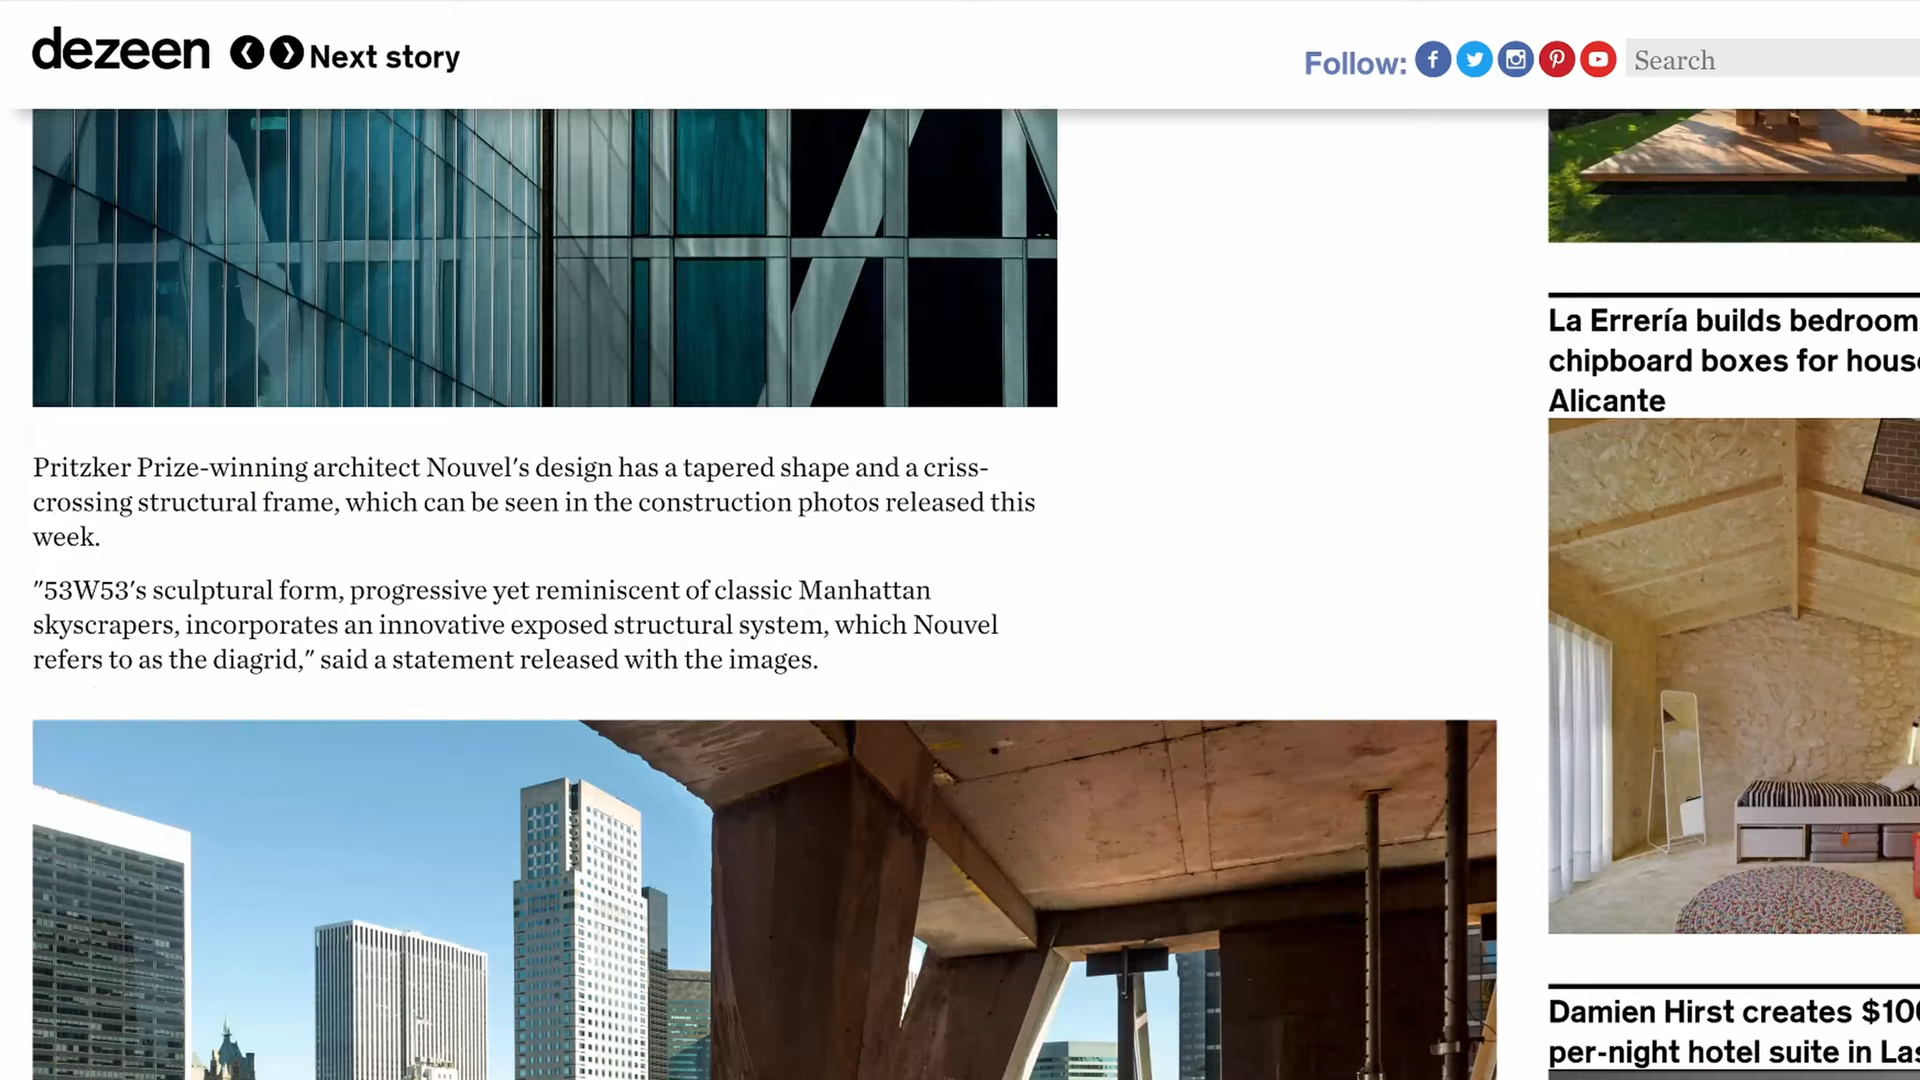 dezeen Next story
Follow: Search
Pritzker Prize-winning architect Nouvel's design has a tapered shape and a criss-
crossing structural frame, which can be seen in the construction photos released this
week.
"53W53's sculptural form, progressive yet reminiscent of classic Manhattan
skyscrapers, incorporates an innovative exposed structural system, which Nouvel
refers to as the diagrid," said a statement released with the images.
La Errería builds bedroom
chipboard boxes for
Alicante
Damien Hirst creates
per-night hotel suite in